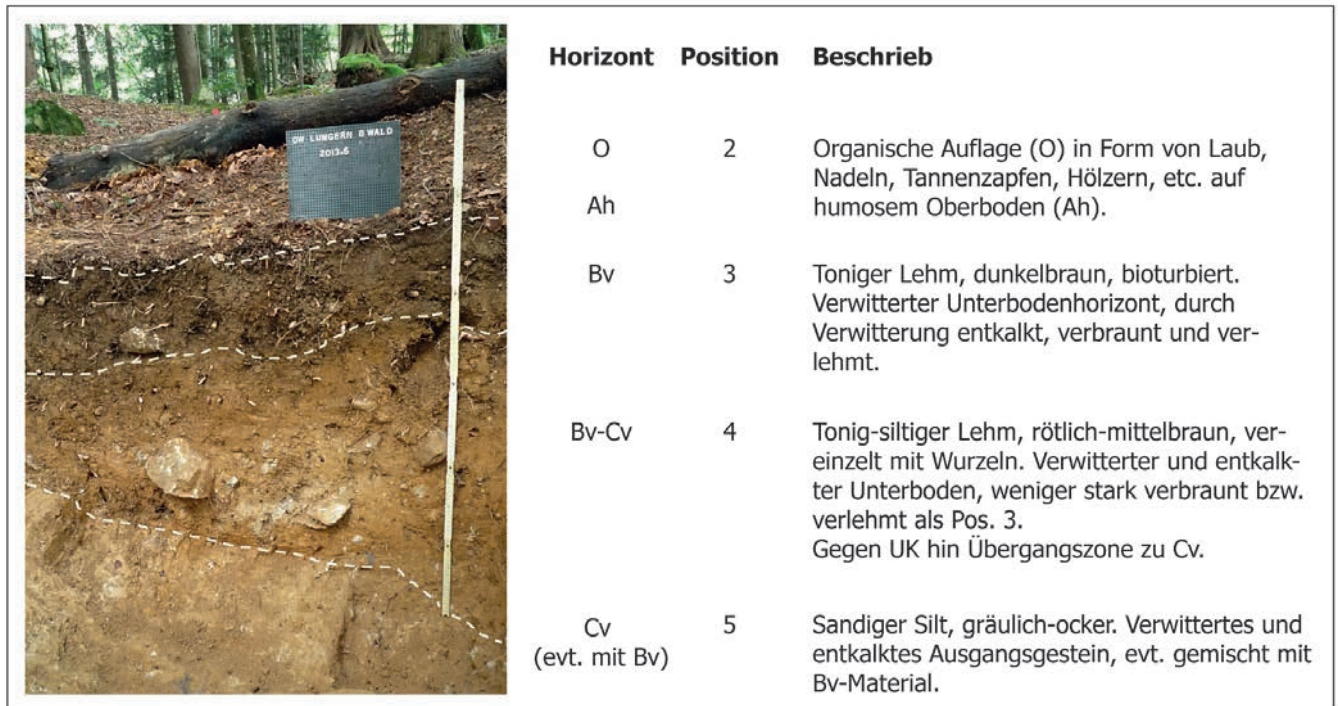 OW LUNGERN B WALD
2013.6
Horizont Position Beschrieb
O 2 Organische Auflage (O) in Form von Laub,
Nadeln, Tannenzapfen, Hölzern, etc. auf
Ah humosem Oberboden (Ah).
Bv 3 Toniger Lehm, dunkelbraun, bioturbiert.
Verwitterter Unterbodenhorizont, durch
Verwitterung entkalkt, verbraunt und ver-
lehmt.
Bv-Cv 4 Tonig-siltiger Lehm, rötlich-mittelbraun, ver-
einzelt mit Wurzeln. Verwitterter und entkalk-
ter Unterboden, weniger stark verbraunt bzw.
verlehmt als Pos. 3.
Gegen UK hin Übergangszone zu Cv.
Cv 5 Sandiger Silt, gräulich-ocker. Verwittertes und
(evt. mit Bv) entkalktes Ausgangsgestein, evt. gemischt mit
Bv-Material.